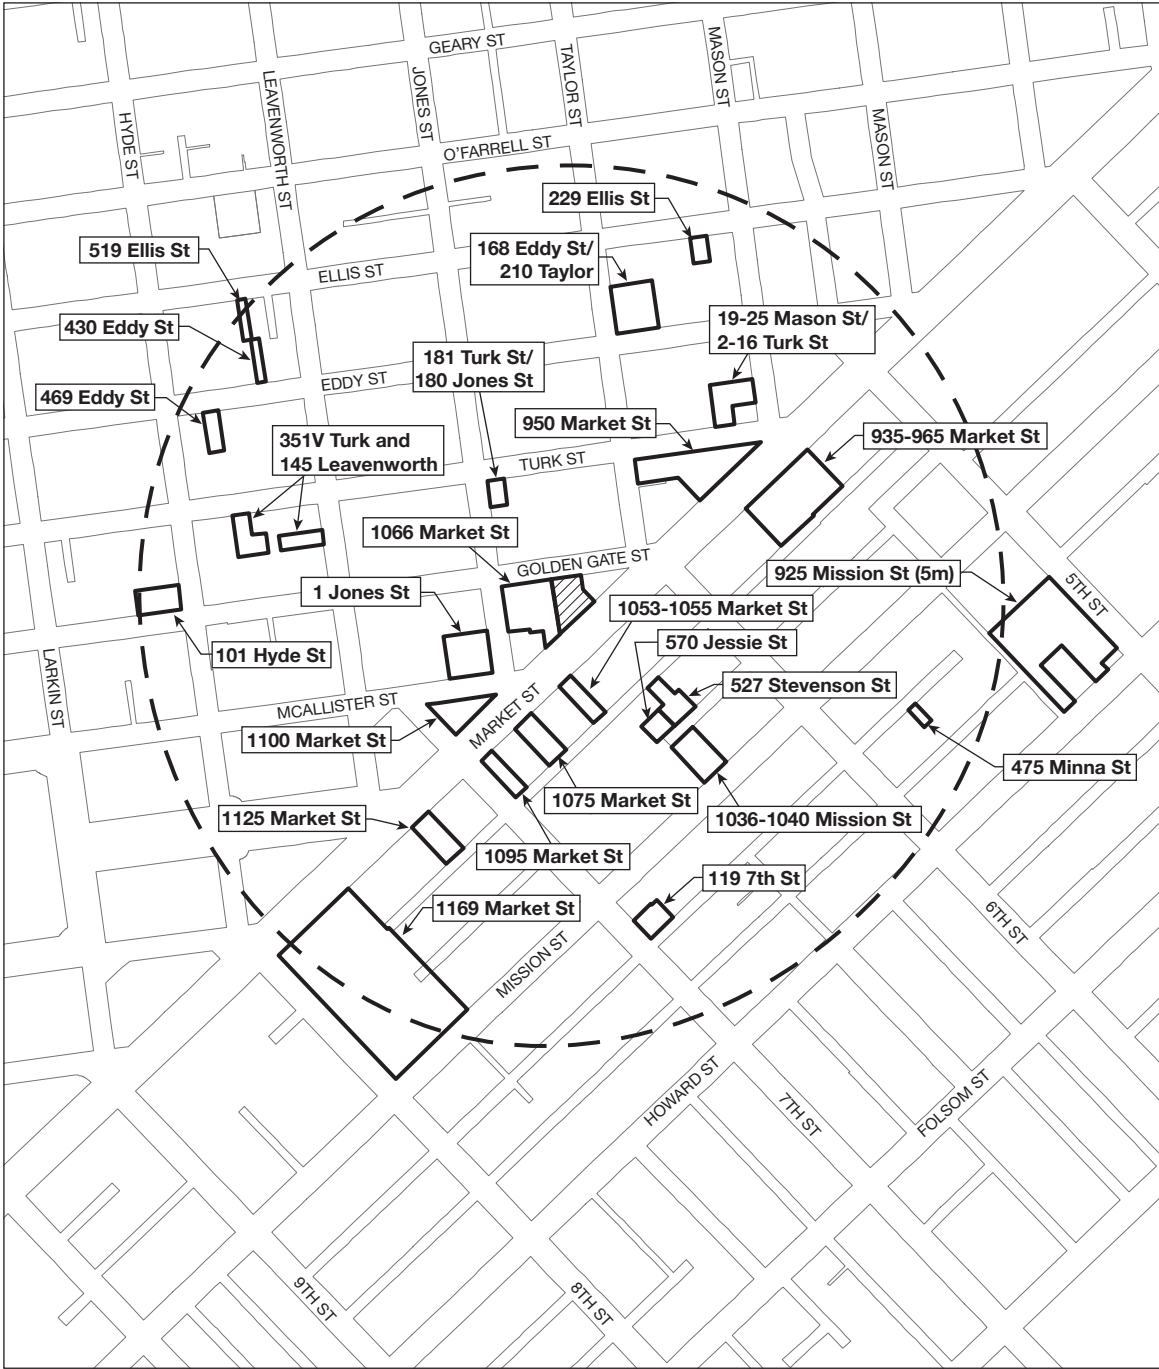 GEARY ST
TAYLOR ST
MASON ST
JONES ST
LEAVENWORTH ST
HYDE ST
MASON ST
O'FARRELL ST
229 Ellis St
519 Ellis St
168 Eddy St/
210 Taylor
ELLIS ST
430 Eddy St
19-25 Mason St/
2-16 Turk St
181 Turk St/
180 Jones St
EDDY ST
469 Eddy St
950 Market St
935-965 Market St
351V Turk and
145 Leavenworth
TURK ST
1066 Market St
GOLDEN GATE ST
925 Mission St (5m)
5TH ST
1 Jones St
1053-1055 Market St
570 Jessie St
101 Hyde St
LARKIN ST
527 Stevenson St
MCALLISTER ST
MARKET ST
1100 Market St
475 Minna St
1075 Market St
1125 Market St
1036-1040 Mission St
1095 Market St
119 7th St
1169 Market St
6TH ST
MISSION ST
HOWARD ST
7TH ST
FOLSOM ST
9TH ST
8TH ST